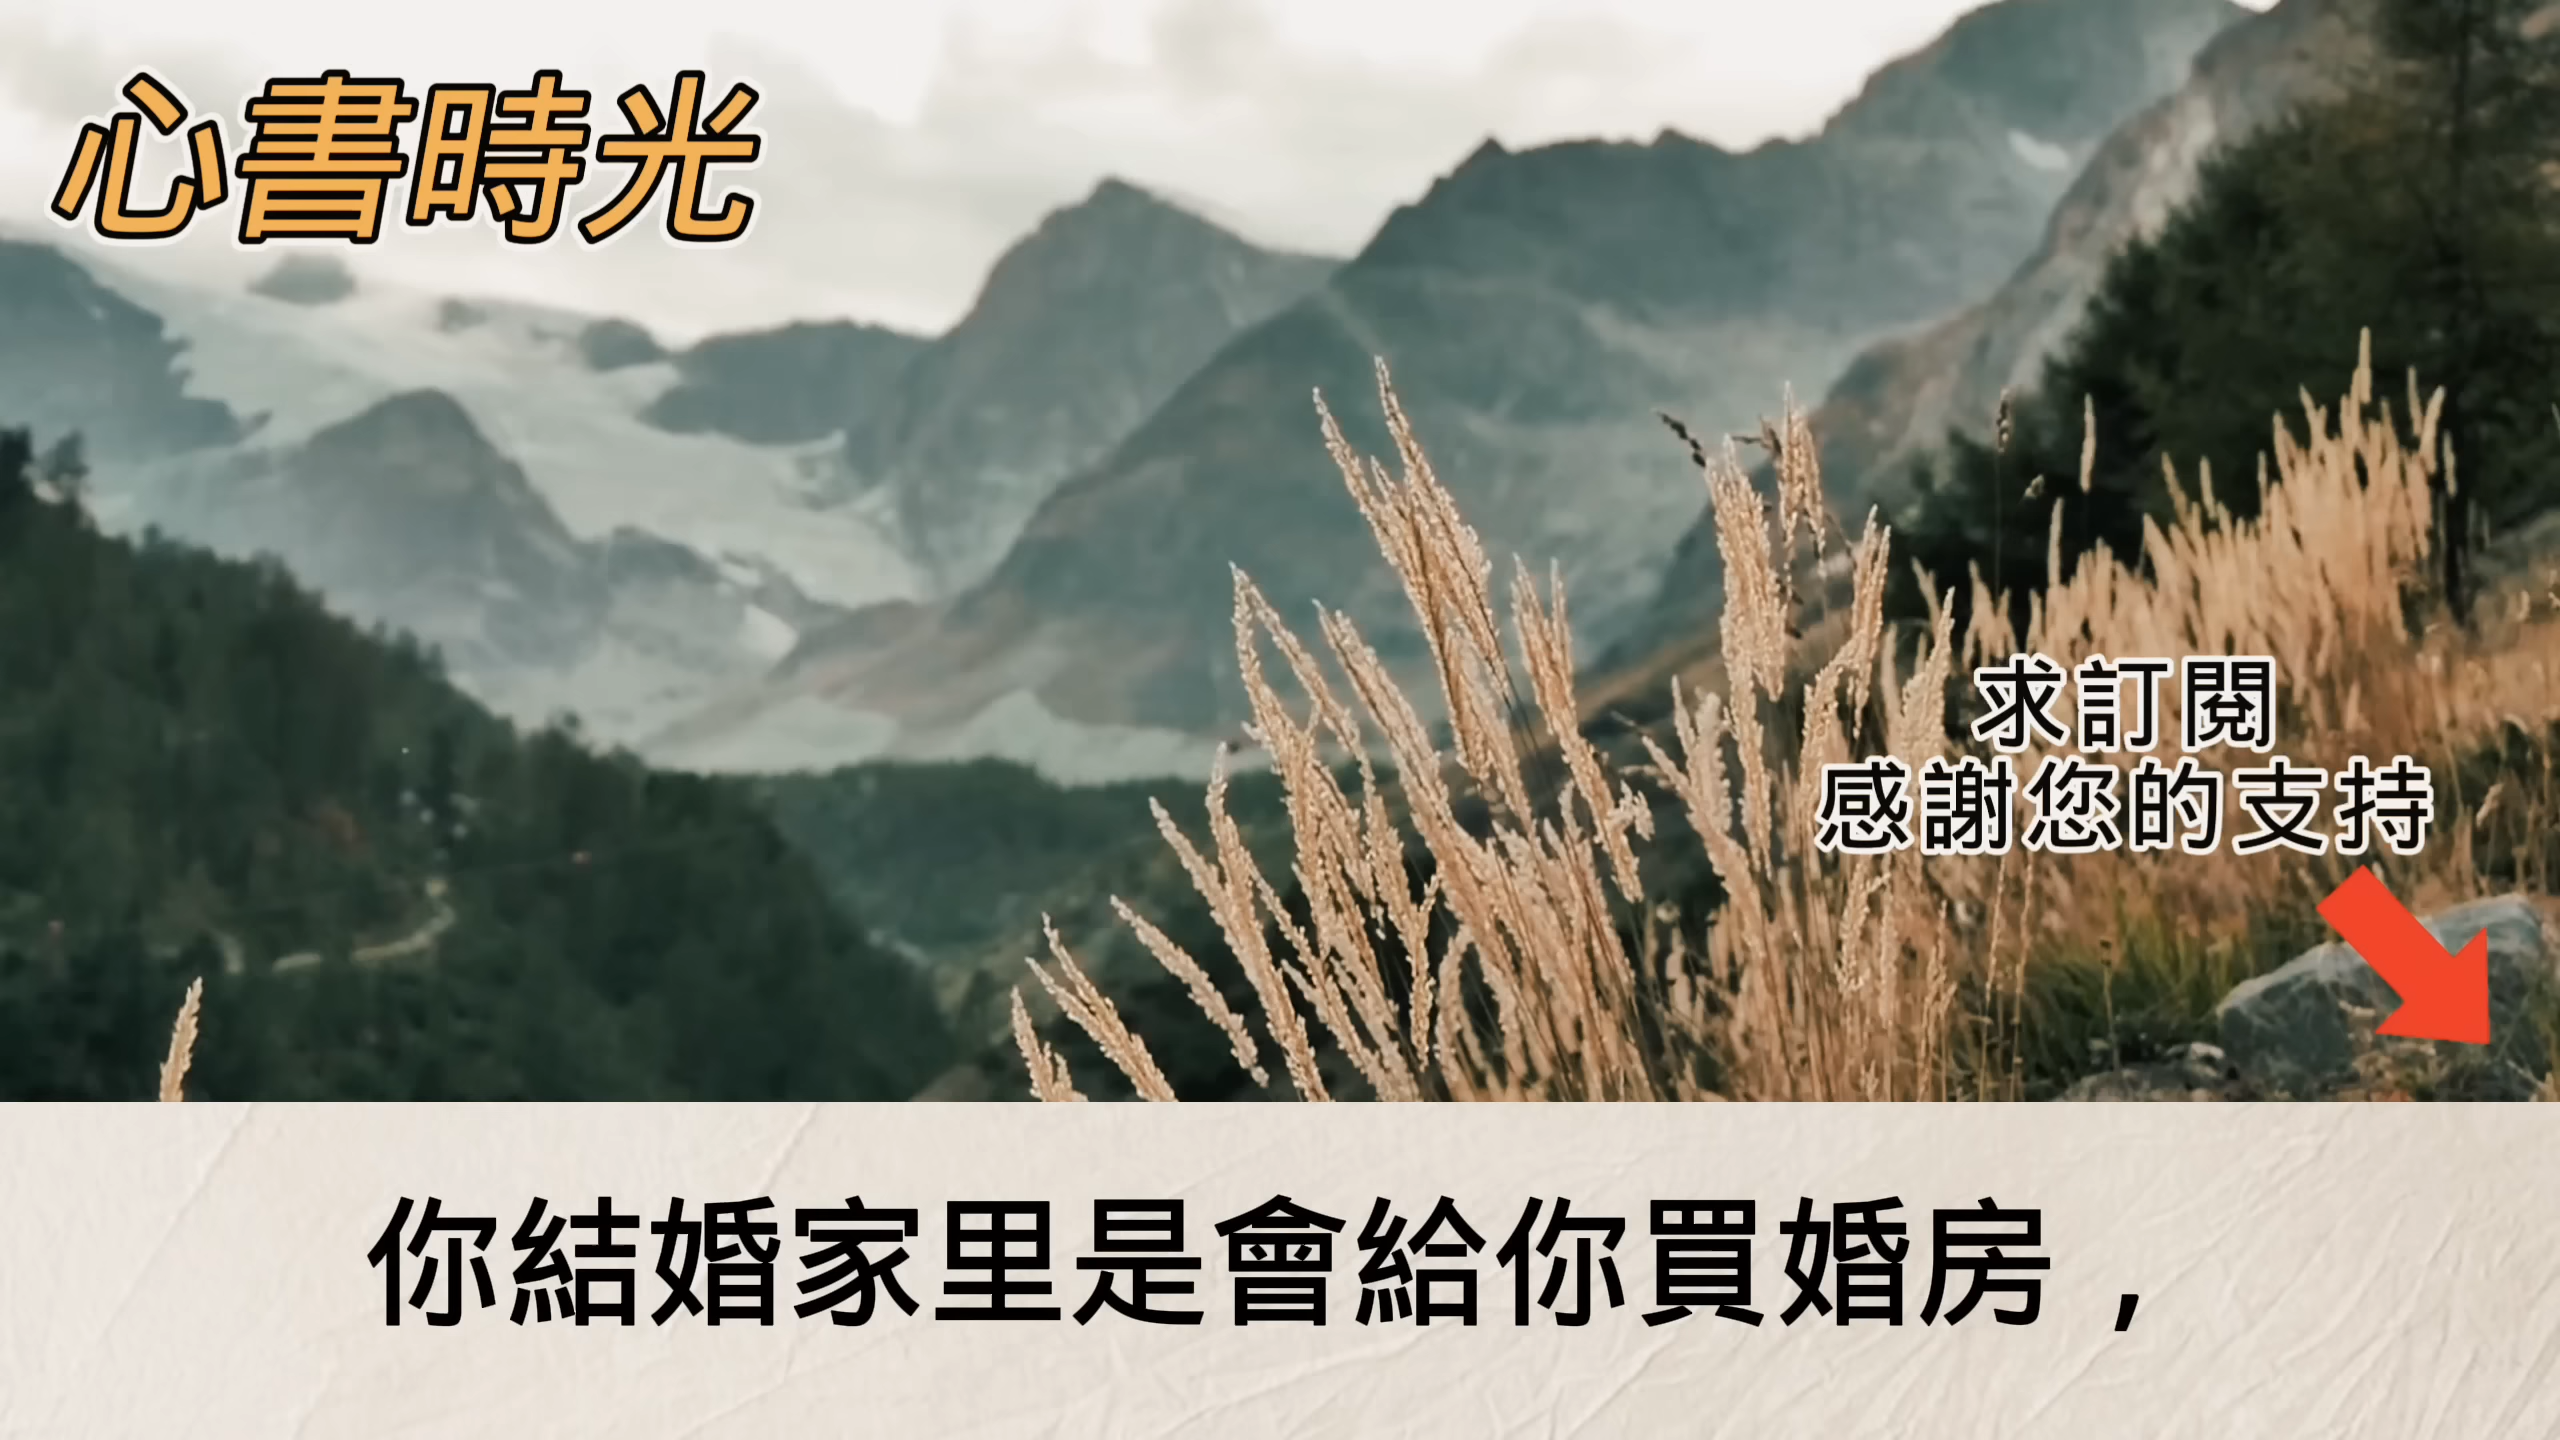 心書時光
求訂閱
感謝您的支持
你結婚家里是會給你買婚房，